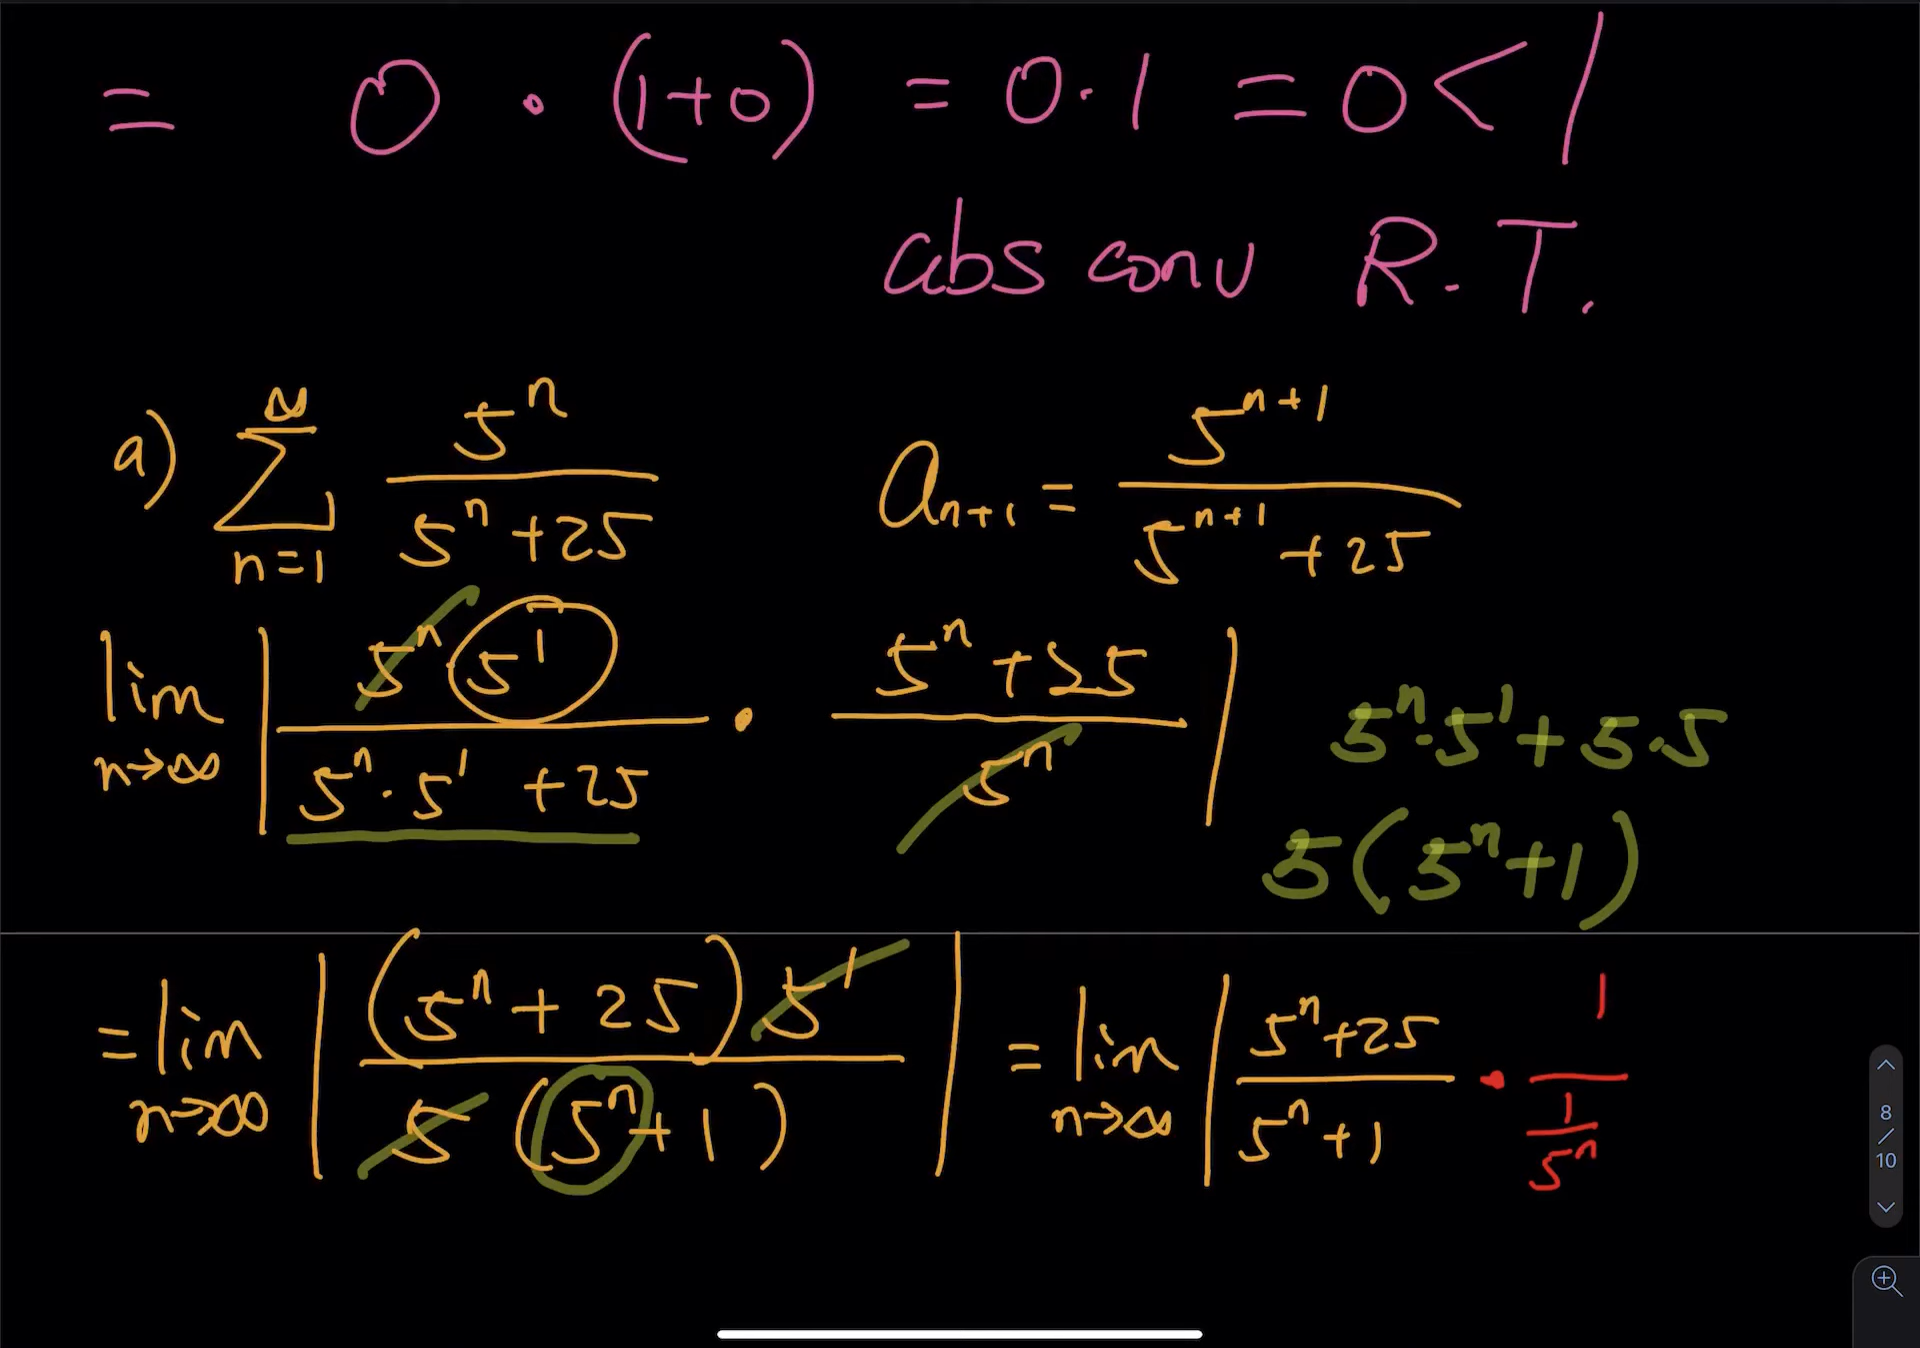 = 0 · (1+0) = 0·1 = 0 < 1
abs conv R.T.
a) ∑_{n=1}^{∞} 5^n / (5^n + 25)    a_{n+1} = 5^{n+1} / (5^{n+1} + 25)
lim_{n→∞} | (5^n 5^1) / (5^n · 5^1 + 25) · (5^n + 25) / 5^n |
5^n · 5^1 + 5·5
5(5^n + 1)
= lim_{n→∞} | (5^n + 25) 5^1 / 5(5^n + 1) | = lim_{n→∞} | (5^n + 25) / (5^n + 1) · 1 / (1 / 5^n)
8
/
10